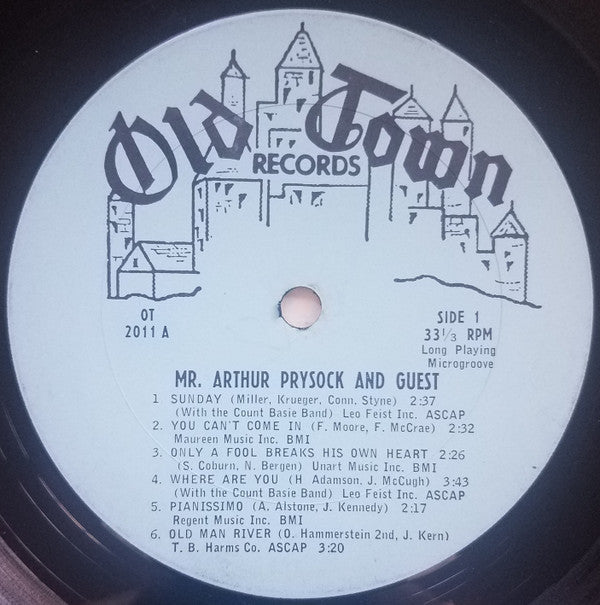 Old Town
RECORDS
OT
2011 A
SIDE 1
33⅓ RPM
Long Playing
Microgroove
MR. ARTHUR PRYSOCK AND GUEST
1. SUNDAY (Miller, Krueger, Conn, Styne) 2:37
(With the Count Basie Band) Leo Feist Inc. ASCAP
2. YOU CAN'T COME IN (F. Moore, F. McCrae) 2:32
Maureen Music Inc. BMI
3. ONLY A FOOL BREAKS HIS OWN HEART 2:26
(S. Coburn, N. Bergen) Unart Music Inc. BMI
4. WHERE ARE YOU (H Adamson, J. McCugh) 3:43
(With the Count Basie Band) Leo Feist Inc. ASCAP
5. PIANISSIMO (A. Alstone, J. Kennedy) 2:17
Regent Music Inc. BMI
6. OLD MAN RIVER (O. Hammerstein 2nd, J. Kern)
T. B. Harms Co. ASCAP 3:20